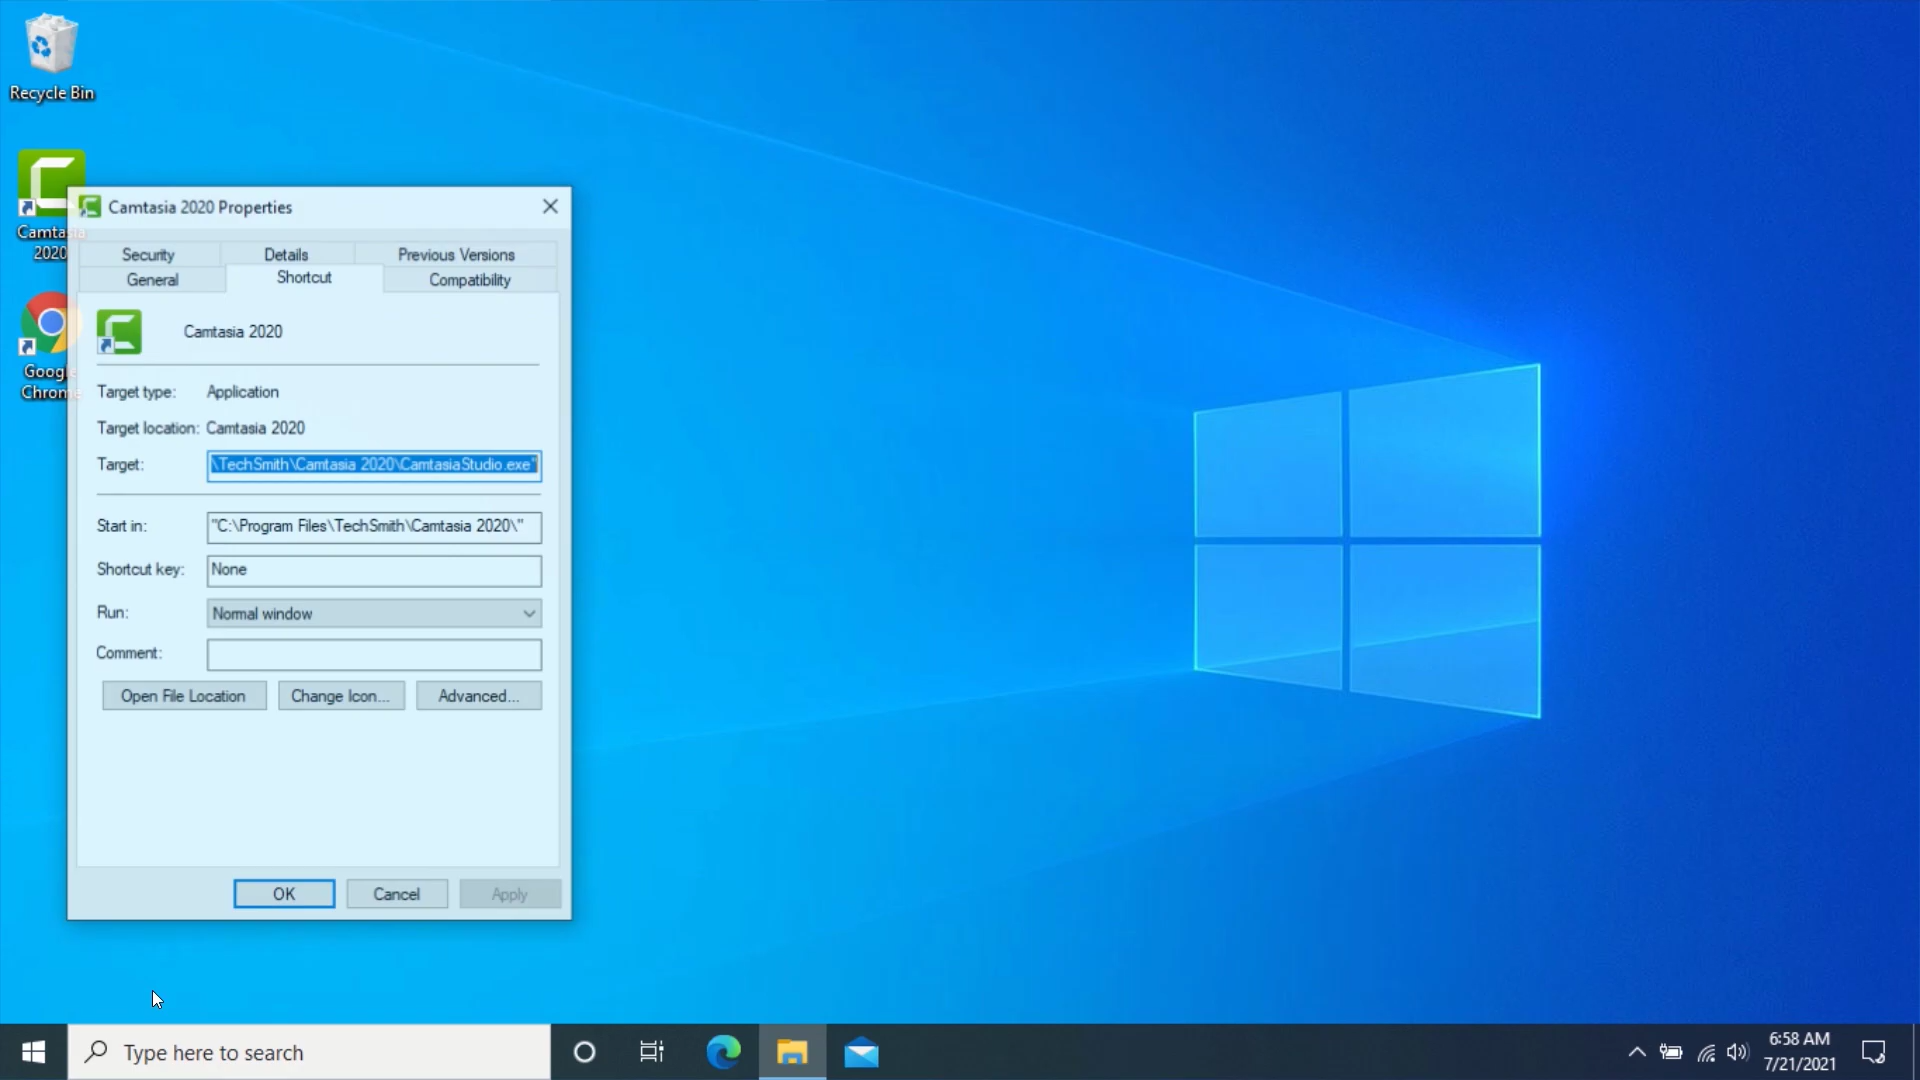 Recycle Bin
Camtasia
2020
Google
Chrome
Camtasia 2020 Properties
Security
Details
Previous Versions
General
Shortcut
Compatibility
Camtasia 2020
Target type:
Application
Target location:
Camtasia 2020
Target:
\TechSmith\Camtasia 2020\CamtasiaStudio.exe"
Start in:
"C:\Program Files\TechSmith\Camtasia 2020\"
Shortcut key:
None
Run:
Normal window
Comment:
Open File Location
Change Icon...
Advanced...
OK
Cancel
Apply
Type here to search
6:58 AM
7/21/2021